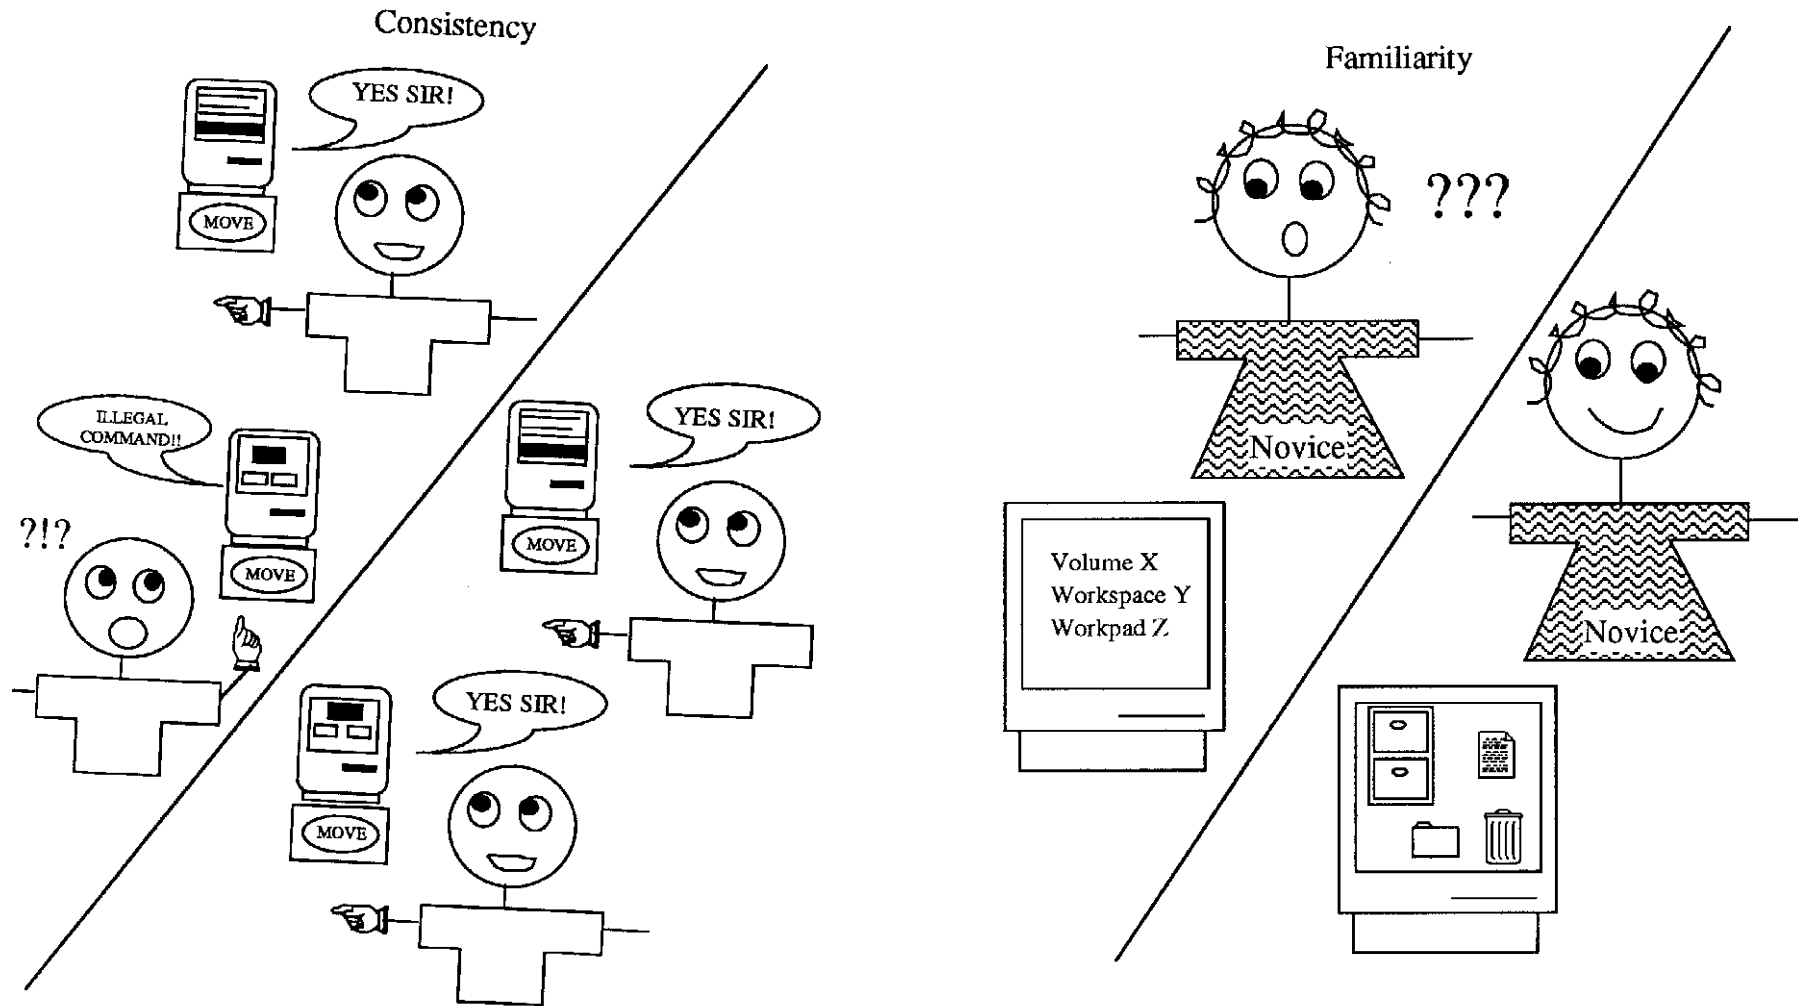 Consistency
YES SIR!
MOVE
ILLEGAL
COMMAND!!
?!?
MOVE
YES SIR!
MOVE
YES SIR!
MOVE
Familiarity
???
Novice
Volume X
Workspace Y
Workpad Z
Novice